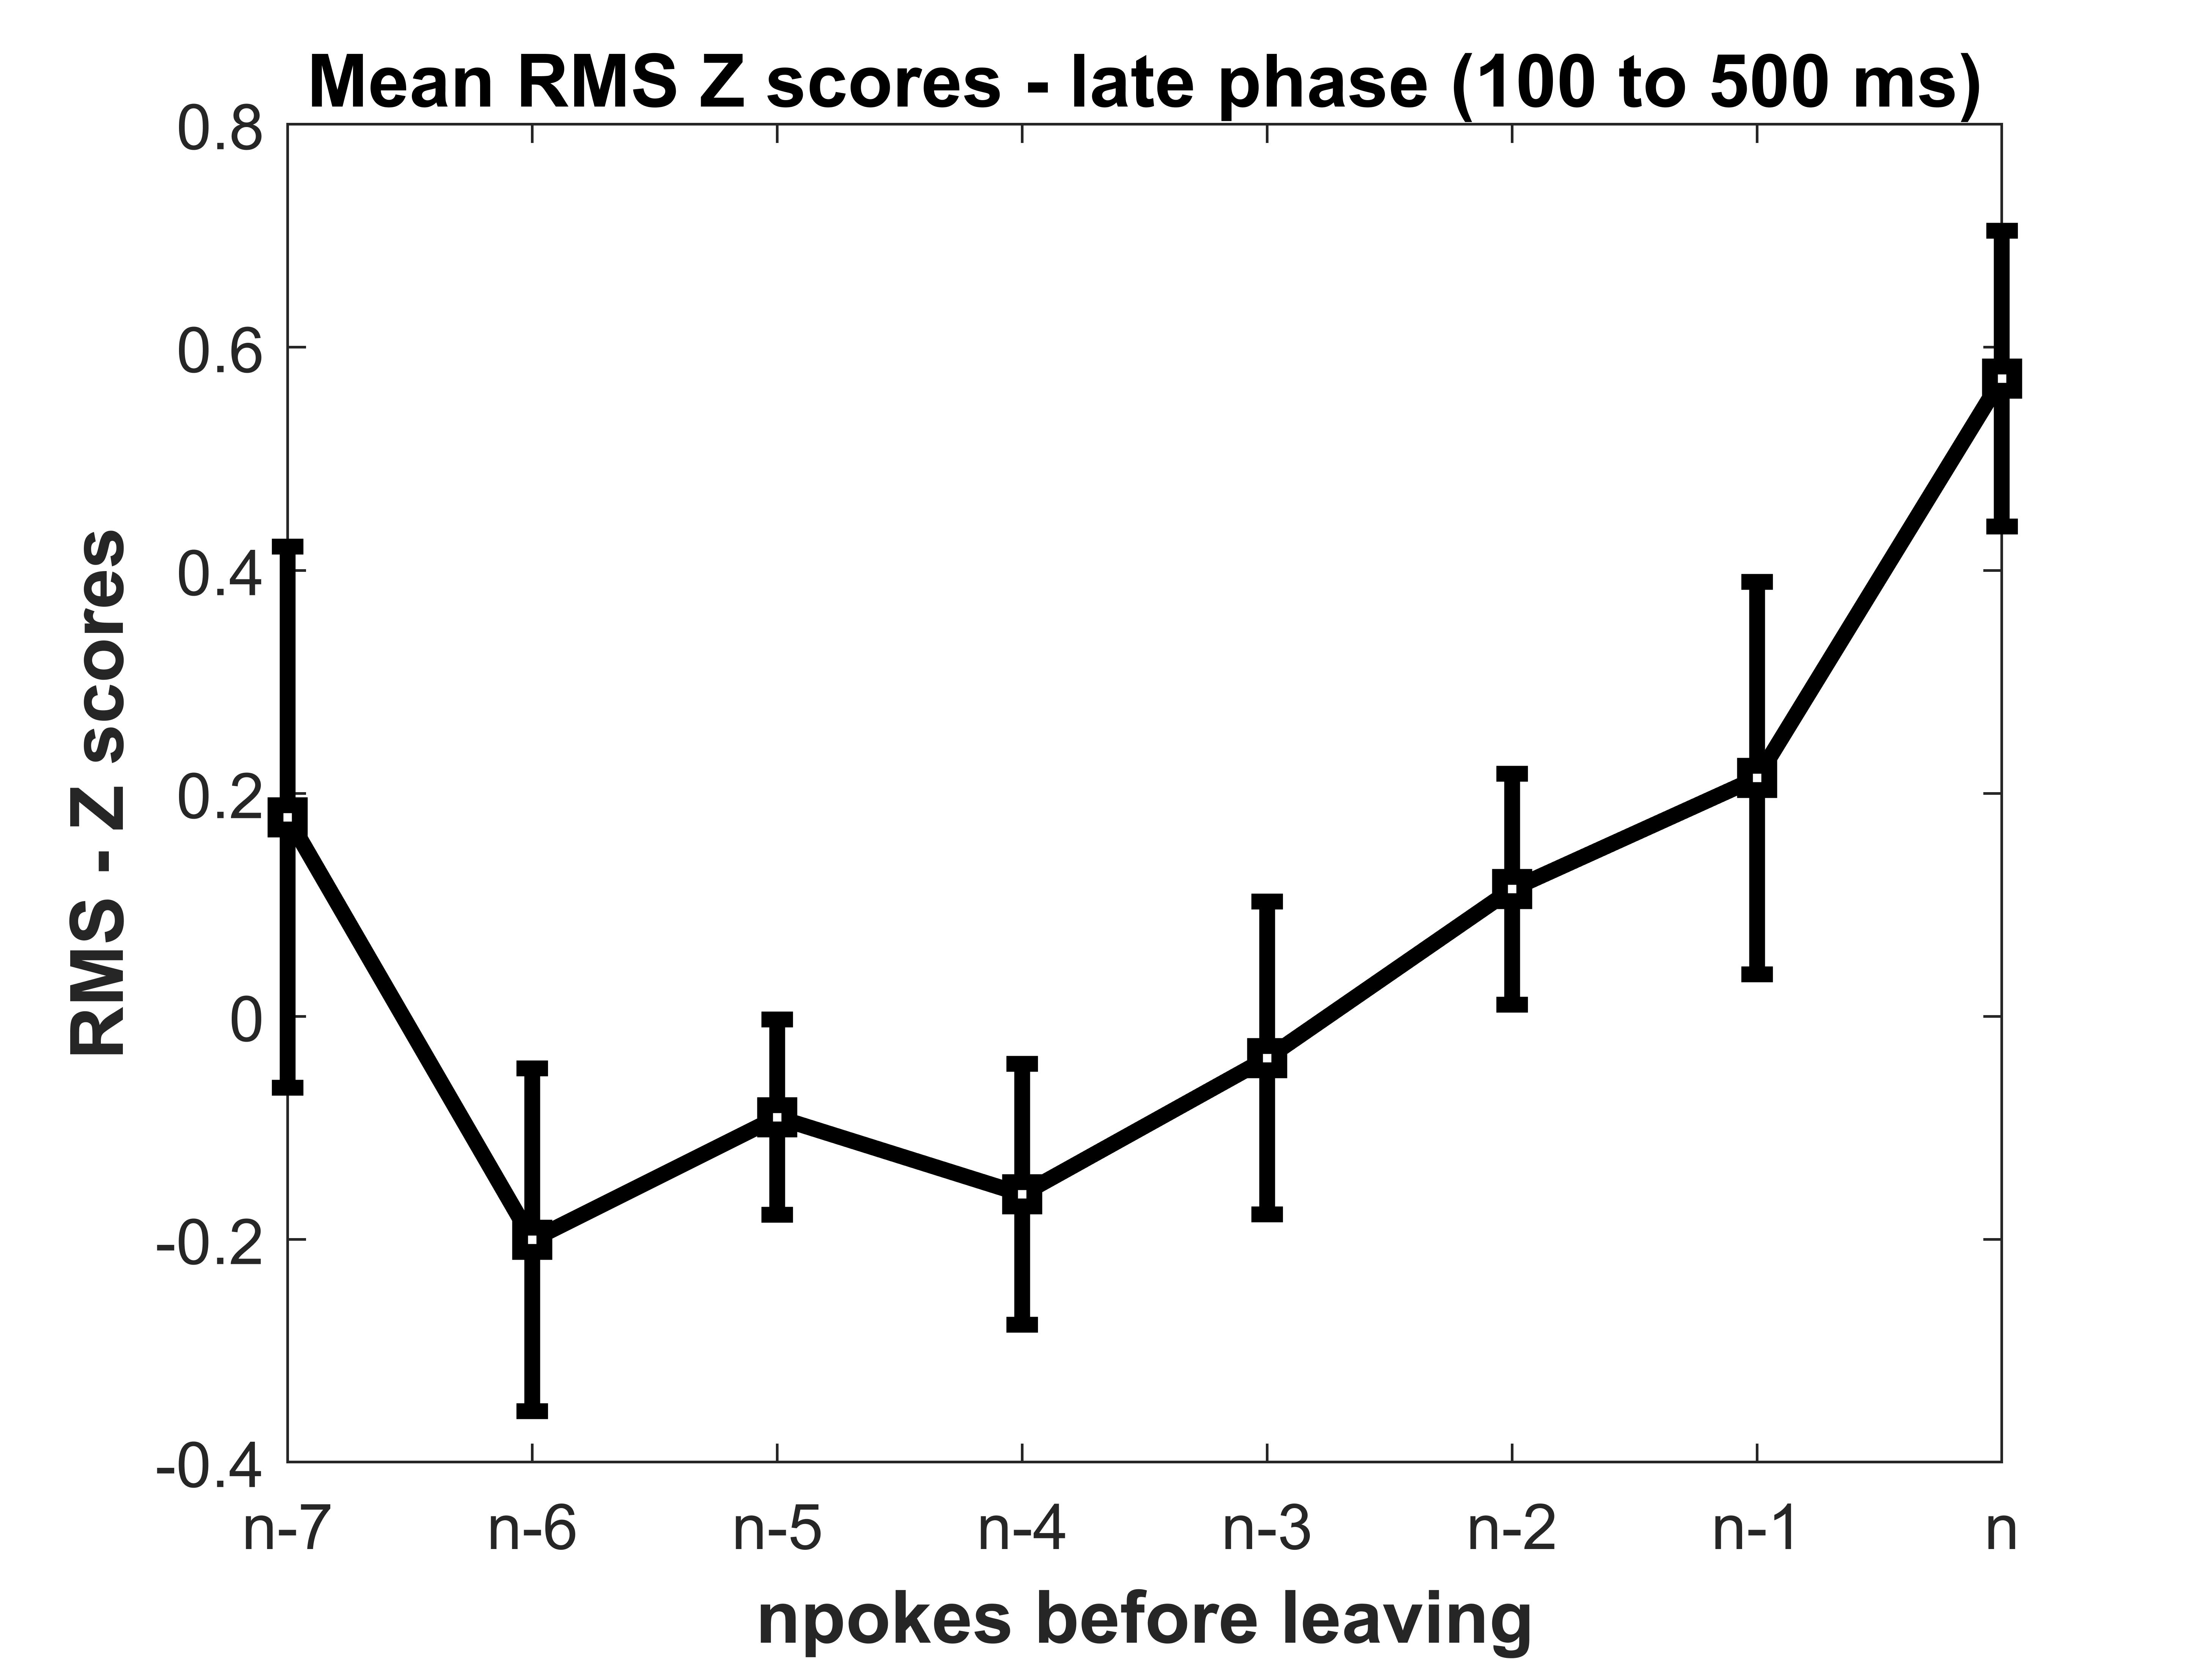 Mean RMS Z scores - late phase (100 to 500 ms)
RMS - Z scores
0.8
0.6
0.4
0.2
0
-0.2
-0.4
n-7 n-6 n-5 n-4 n-3 n-2 n-1 n
npokes before leaving